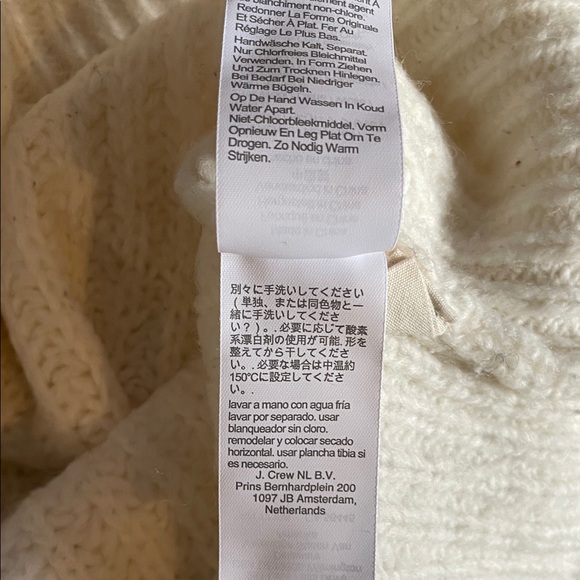 blanchiment non-chlore.
Redonner La Forme Originale
Et Sécher À Plat. Fer Au
Réglage Le Plus Bas.
Handwäsche Kalt, Separat.
Nur Chlorfreies Bleichmittel
Verwenden. In Form Ziehen
Und Zum Trocknen Hinlegen.
Bei Bedarf Bei Niedriger
Wärme Bügeln.
Op De Hand Wassen In Koud
Water Apart.
Niet-Chloorbleekmiddel. Vorm
Opnieuw En Leg Plat Om Te
Drogen. Zo Nodig Warm
Strijken.
別々に手洗いしてください
(単独、または同色物と一
緒に手洗いしてくださ
い?)。. 必要に応じて酸素
系漂白剤の使用が可能. 形を
整えてから干してくださ
い。. 必要な場合は中温約
150℃に設定してくださ
い。.
lavar a mano con agua fría
lavar por separado. usar
blanqueador sin cloro.
remodelar y colocar secado
horizontal. usar plancha tibia si
es necesario.
J. Crew NL B.V.
Prins Bernhardplein 200
1097 JB Amsterdam,
Netherlands